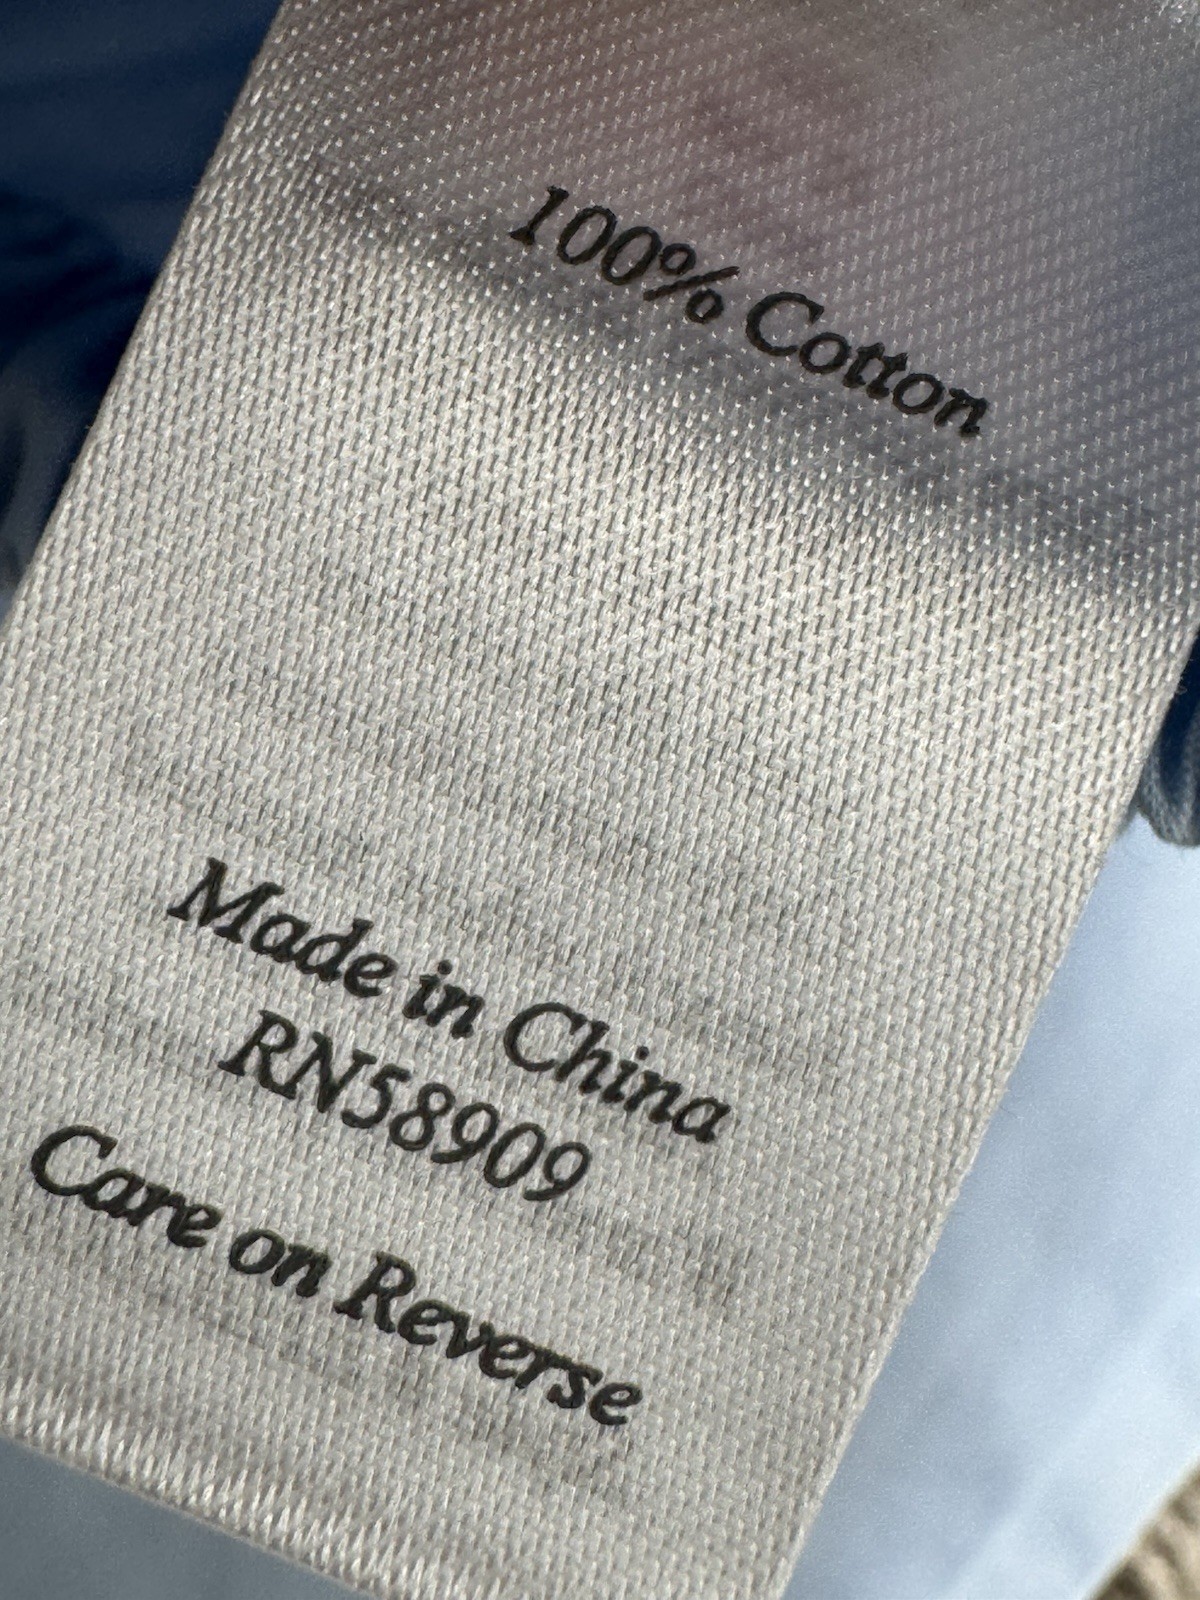 100% Cotton
Made in China
RN58909
Care on Reverse